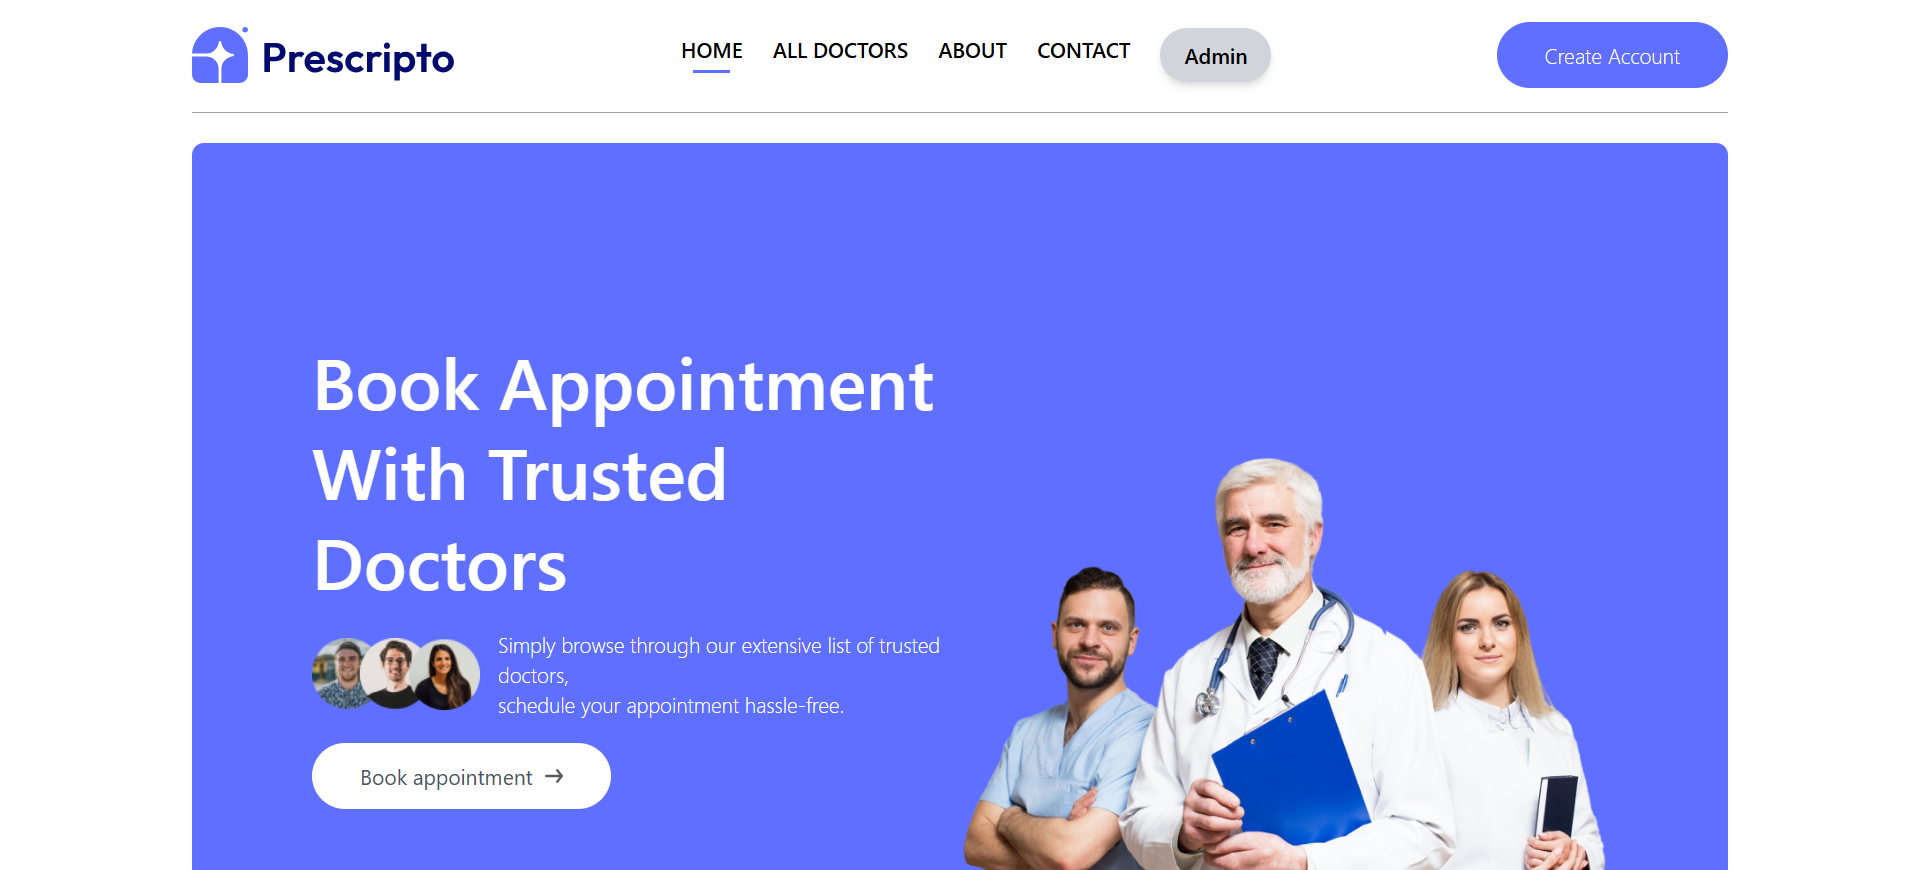 Prescripto
HOME
ALL DOCTORS
ABOUT
CONTACT
Admin
Create Account
Book Appointment
With Trusted
Doctors
Simply browse through our extensive list of trusted
doctors,
schedule your appointment hassle-free.
Book appointment →